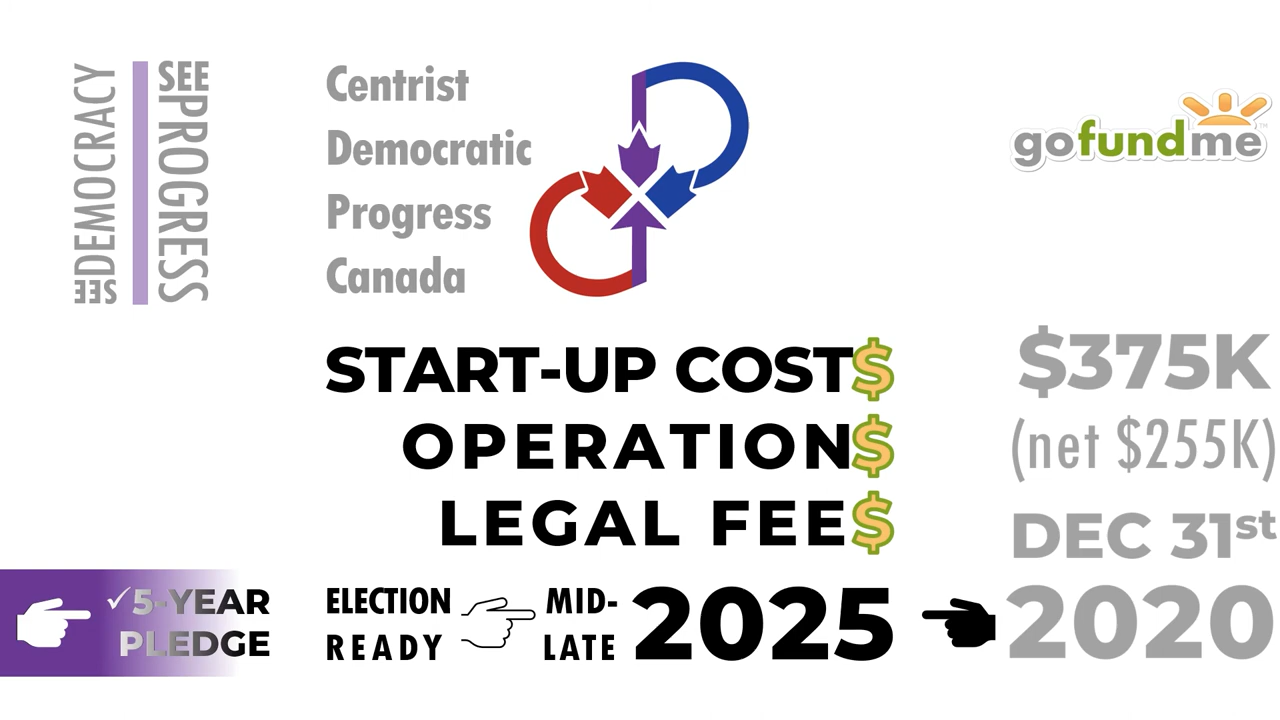 SEE DEMOCRACY
SEE PROGRESS
Centrist
Democratic
Progress
Canada
gofundme™
START-UP COST$
OPERATION$
LEGAL FEE$
$375K
(net $255K)
DEC 31st
2020
✓5-YEAR
PLEDGE
ELECTION
READY
MID-
LATE
2025